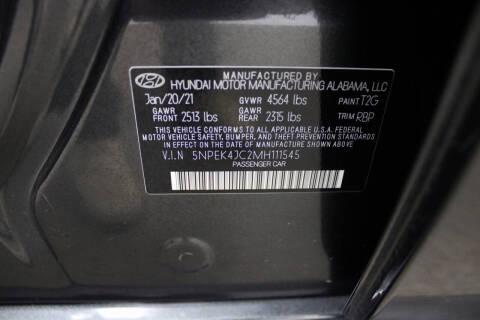 MANUFACTURED BY
HYUNDAI MOTOR MANUFACTURING ALABAMA, LLC
Jan/20/21 GVWR 4564 lbs PAINT T2G
GAWR FRONT 2513 lbs GAWR REAR 2315 lbs TRIM RBP
THIS VEHICLE CONFORMS TO ALL APPLICABLE U.S.A. FEDERAL
MOTOR VEHICLE SAFETY, BUMPER, AND THEFT PREVENTION STANDARDS
IN EFFECT ON THE DATE OF MANUFACTURE SHOWN ABOVE.
V.I.N 5NPEK4JC2MH111545
PASSENGER CAR